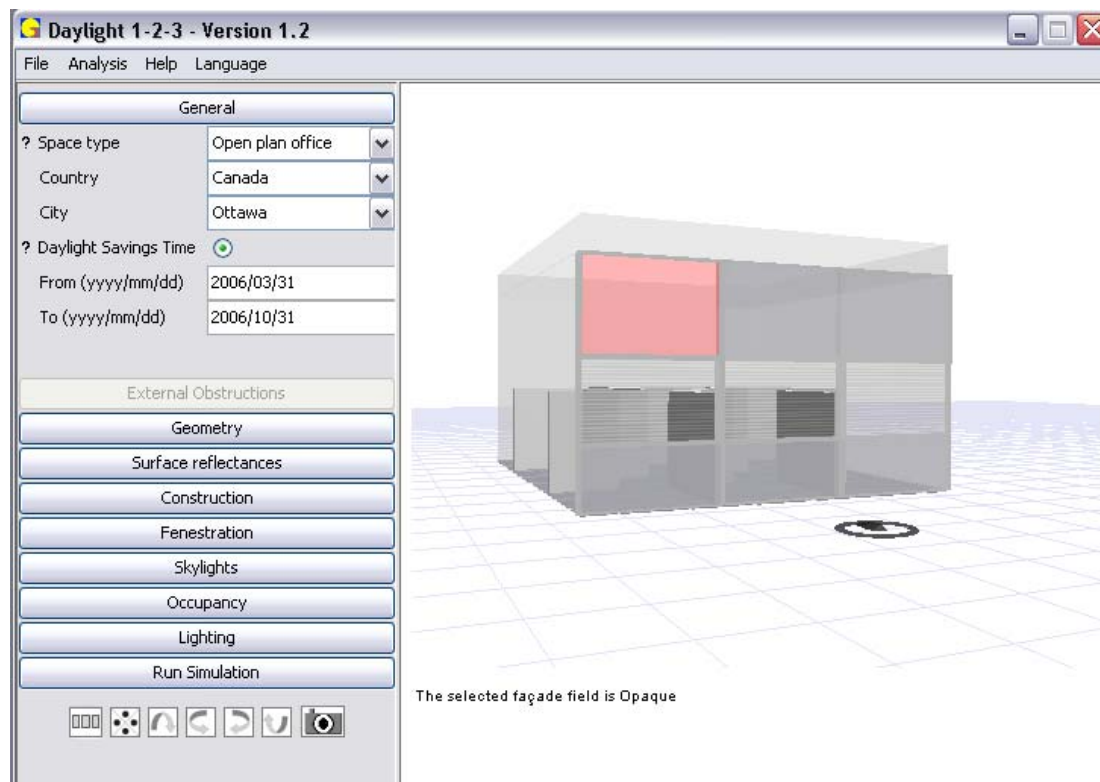 Daylight 1-2-3 - Version 1.2
File Analysis Help Language
General
? Space type Open plan office
Country Canada
City Ottawa
? Daylight Savings Time
From (yyyy/mm/dd) 2006/03/31
To (yyyy/mm/dd) 2006/10/31
External Obstructions
Geometry
Surface reflectances
Construction
Fenestration
Skylights
Occupancy
Lighting
Run Simulation
The selected façade field is Opaque